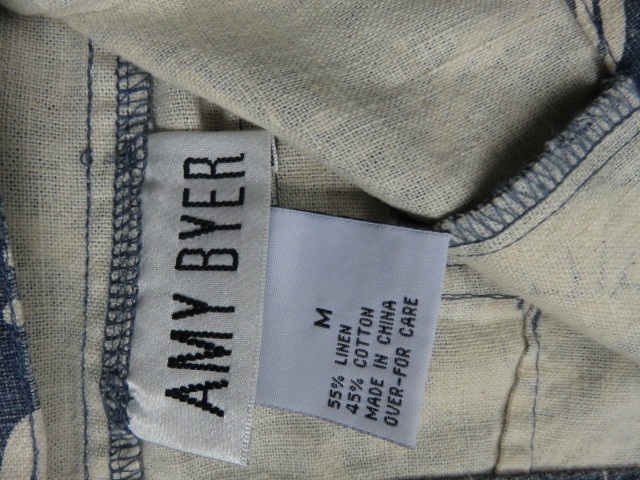 AMY BYER
M
55% LINEN
45% COTTON
MADE IN CHINA
OVER-FOR CARE